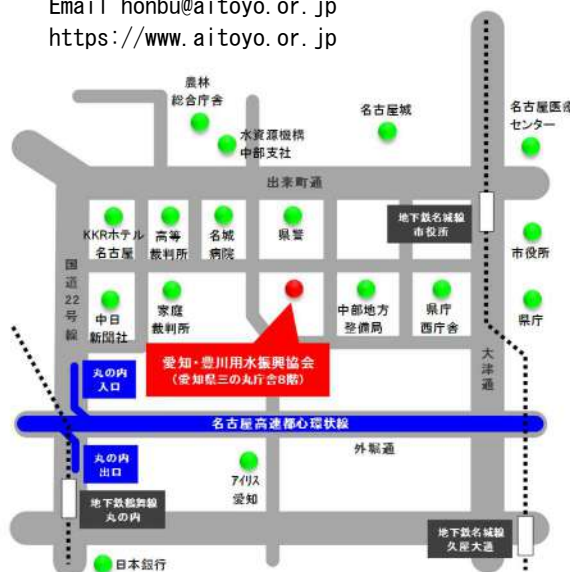 Email honbu@aitoyo.or.jp
https://www.aitoyo.or.jp
農林
総合庁舎
水資源機構
中部支社
名古屋城
名古屋医療
センター
出来町通
地下鉄名城線
市役所
KKRホテル
名古屋
高等
裁判所
名城
病院
県警
市役所
国道22号線
中日
新聞社
家庭
裁判所
中部地方
整備局
県庁
西庁舎
県庁
大津通
愛知・豊川用水振興協会
(愛知県三の丸庁舎8階)
丸の内
入口
名古屋高速都心環状線
外堀通
丸の内
出口
アイリス
愛知
地下鉄鶴舞線
丸の内
地下鉄名城線
久屋大通
日本銀行